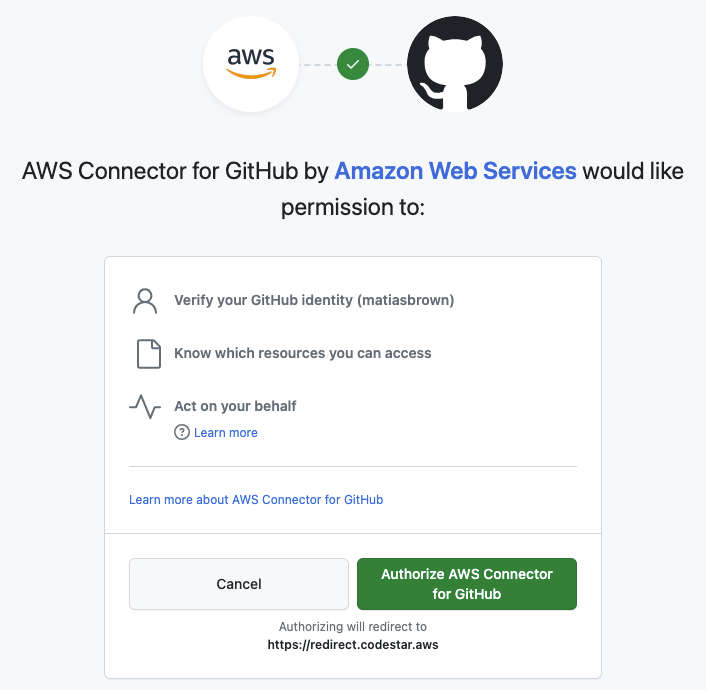 aws
AWS Connector for GitHub by Amazon Web Services would like
permission to:
Verify your GitHub identity (matiasbrown)
Know which resources you can access
Act on your behalf
? Learn more
Learn more about AWS Connector for GitHub
Cancel
Authorize AWS Connector
for GitHub
Authorizing will redirect to
https://redirect.codestar.aws